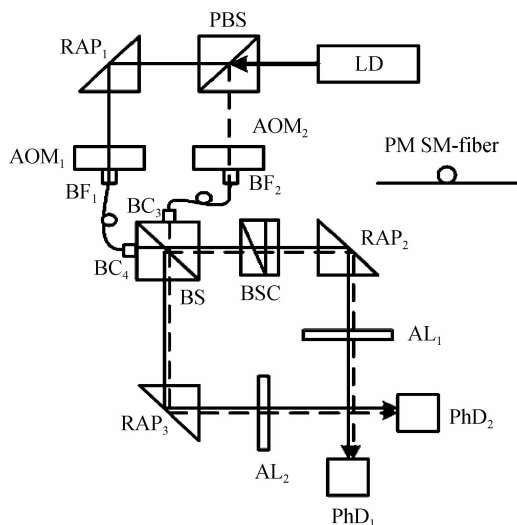 PBS
RAP₁
LD
AOM₂
AOM₁
PM SM-fiber
BF₁
BF₂
BC₃
BC₄
BS
BSC
RAP₂
AL₁
RAP₃
AL₂
PhD₂
PhD₁